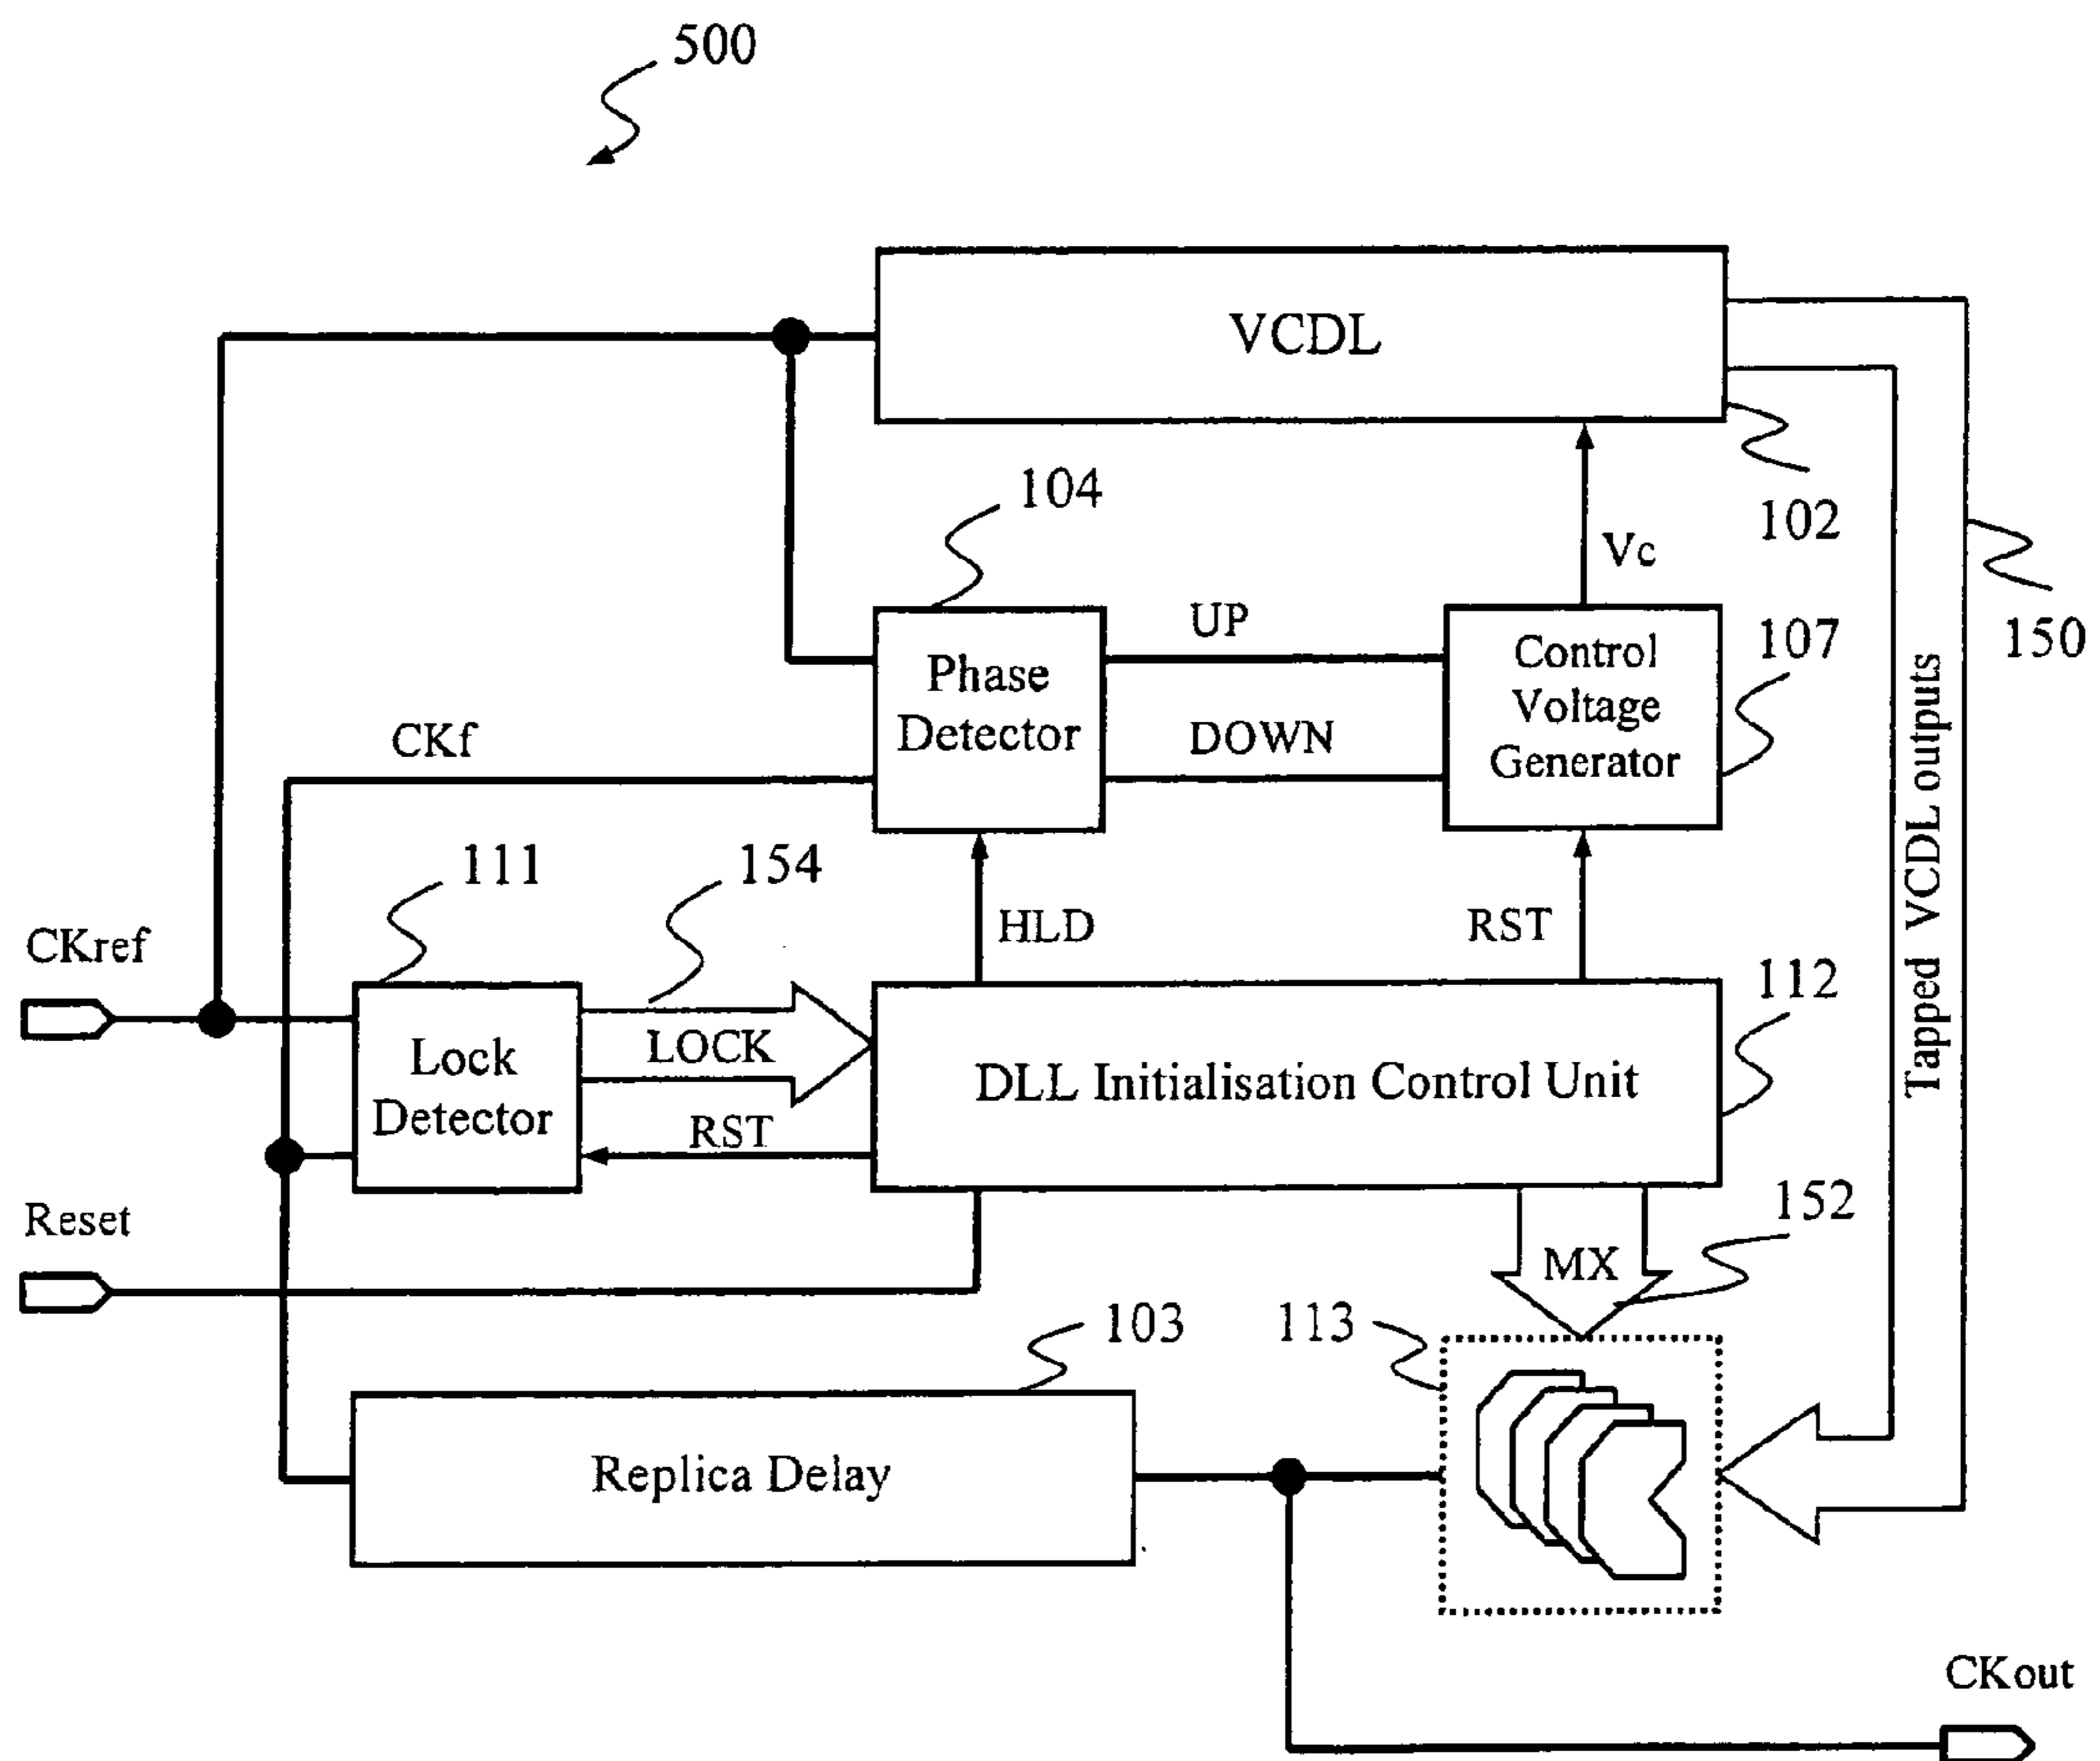 500
VCDL
104
102
Vc
UP
150
107
Control
Voltage
Generator
Phase
Detector
CKf
DOWN
Tapped VCDL outputs
111
154
HLD
RST
CKref
112
LOCK
Lock
Detector
DLL Initialisation Control Unit
RST
Reset
152
MX
103
113
Replica Delay
CKout